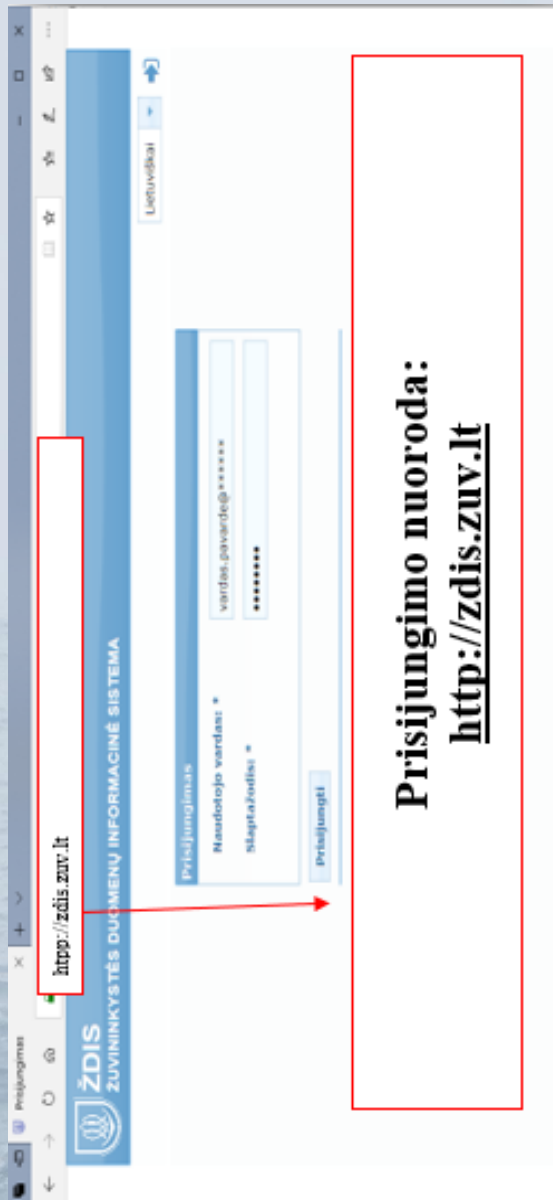 Prisijungimas
htpp://zdis.zuv.lt
ŽDIS
ŽUVININKYSTĖS DUOMENŲ INFORMACINĖ SISTEMA
Lietuviškai
Prisijungimas
Naudotojo vardas: * vardas.pavarde@******
Slaptažodis: * ••••••••
Prisijungti
Prisijungimo nuoroda:
http://zdis.zuv.lt